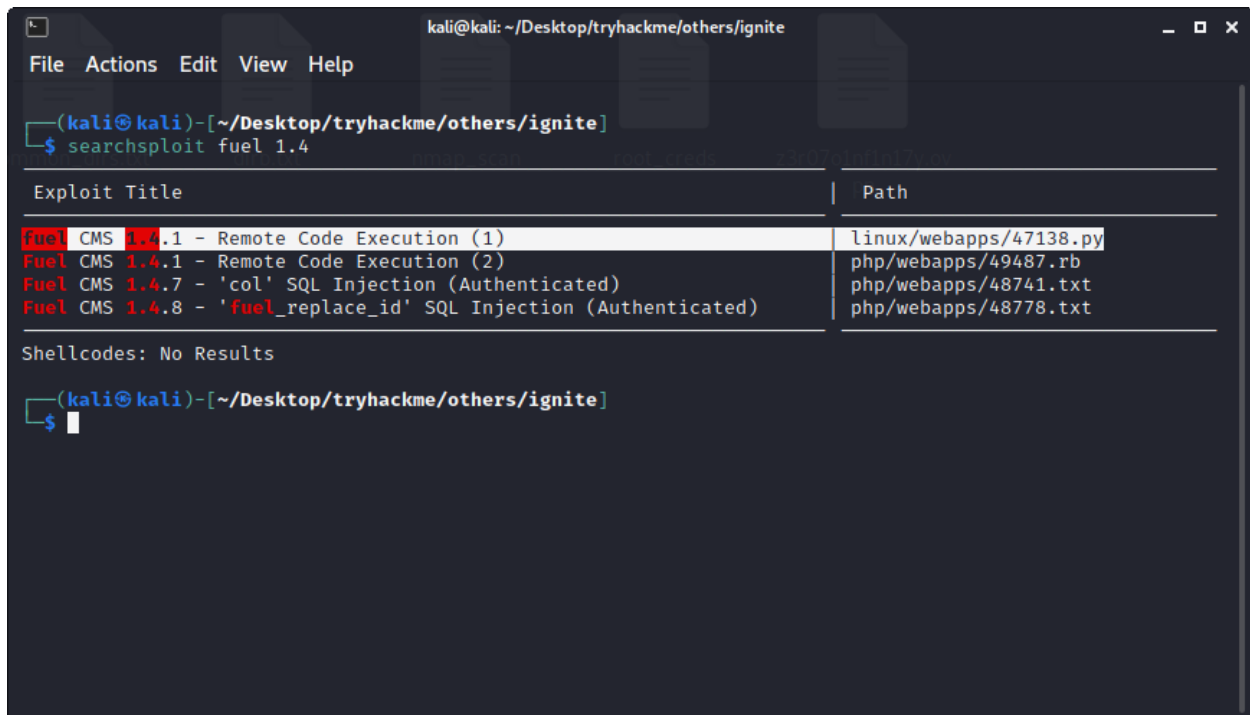 kali@kali: ~/Desktop/tryhackme/others/ignite
File Actions Edit View Help
(kali㉿kali)-[~/Desktop/tryhackme/others/ignite]
$ searchsploit fuel 1.4
nmap_scan root_creds
Exploit Title | Path
fuel CMS 1.4.1 - Remote Code Execution (1) | linux/webapps/47138.py
Fuel CMS 1.4.1 - Remote Code Execution (2) | php/webapps/49487.rb
Fuel CMS 1.4.7 - 'col' SQL Injection (Authenticated) | php/webapps/48741.txt
Fuel CMS 1.4.8 - 'fuel_replace_id' SQL Injection (Authenticated) | php/webapps/48778.txt
Shellcodes: No Results
(kali㉿kali)-[~/Desktop/tryhackme/others/ignite]
$